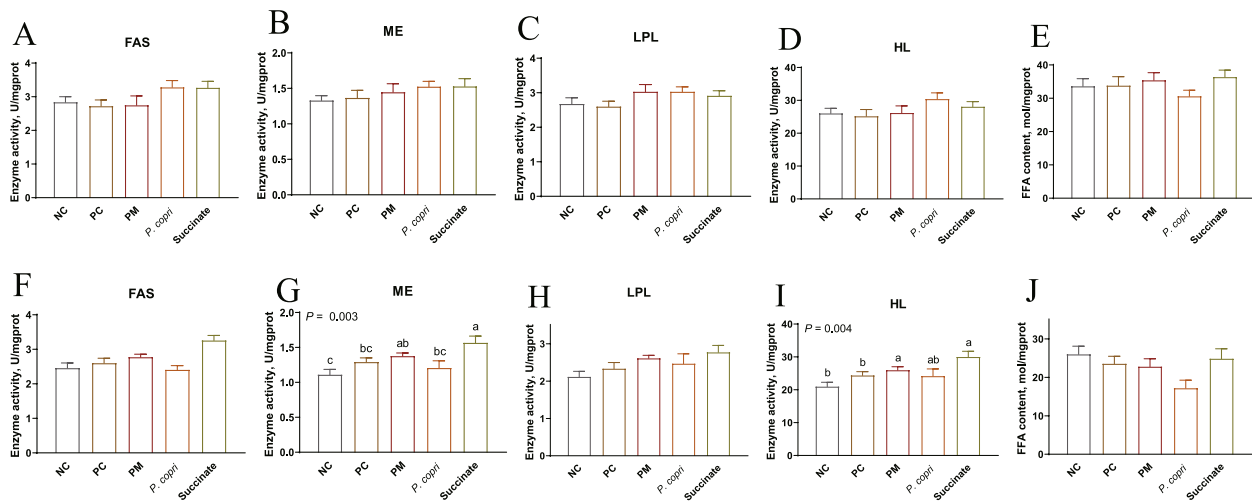 A
FAS
Enzyme activity, U/mgprot
4
3
2
1
0
NC
PC
PM
P. copri
Succinate
B
ME
Enzyme activity, U/mgprot
2.0
1.5
1.0
0.5
0.0
NC
PC
PM
P. copri
Succinate
C
LPL
Enzyme activity, U/mgprot
4
3
2
1
0
NC
PC
PM
P. copri
Succinate
D
HL
Enzyme activity, U/mgprot
40
30
20
10
0
NC
PC
PM
P. copri
Succinate
E
FFA content, mol/mgprot
40
30
20
10
0
NC
PC
PM
P. copri
Succinate
F
FAS
Enzyme activity, U/mgprot
4
3
2
1
0
NC
PC
PM
P. copri
Succinate
G
ME
P = 0.003
Enzyme activity, U/mgprot
2.0
1.5
1.0
0.5
0.0
c
bc
ab
bc
a
NC
PC
PM
P. copri
Succinate
H
LPL
Enzyme activity, U/mgprot
3
2
1
0
NC
PC
PM
P. copri
Succinate
I
HL
P = 0.004
Enzyme activity, U/mgprot
40
30
20
10
0
b
b
a
ab
a
NC
PC
PM
P. copri
Succinate
J
FFA content, mol/mgprot
30
20
10
0
NC
PC
PM
P. copri
Succinate